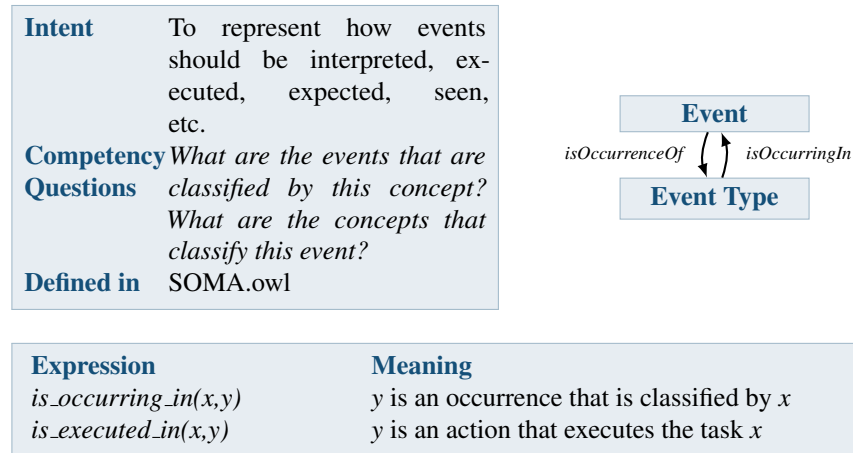 Intent To represent how events
should be interpreted, ex-
ecuted, expected, seen,
etc.
Competency What are the events that are
Questions classified by this concept?
What are the concepts that
classify this event?
Defined in SOMA.owl
Event
isOccurrenceOf isOccurringIn
Event Type
Expression Meaning
is_occurring_in(x,y) y is an occurrence that is classified by x
is_executed_in(x,y) y is an action that executes the task x